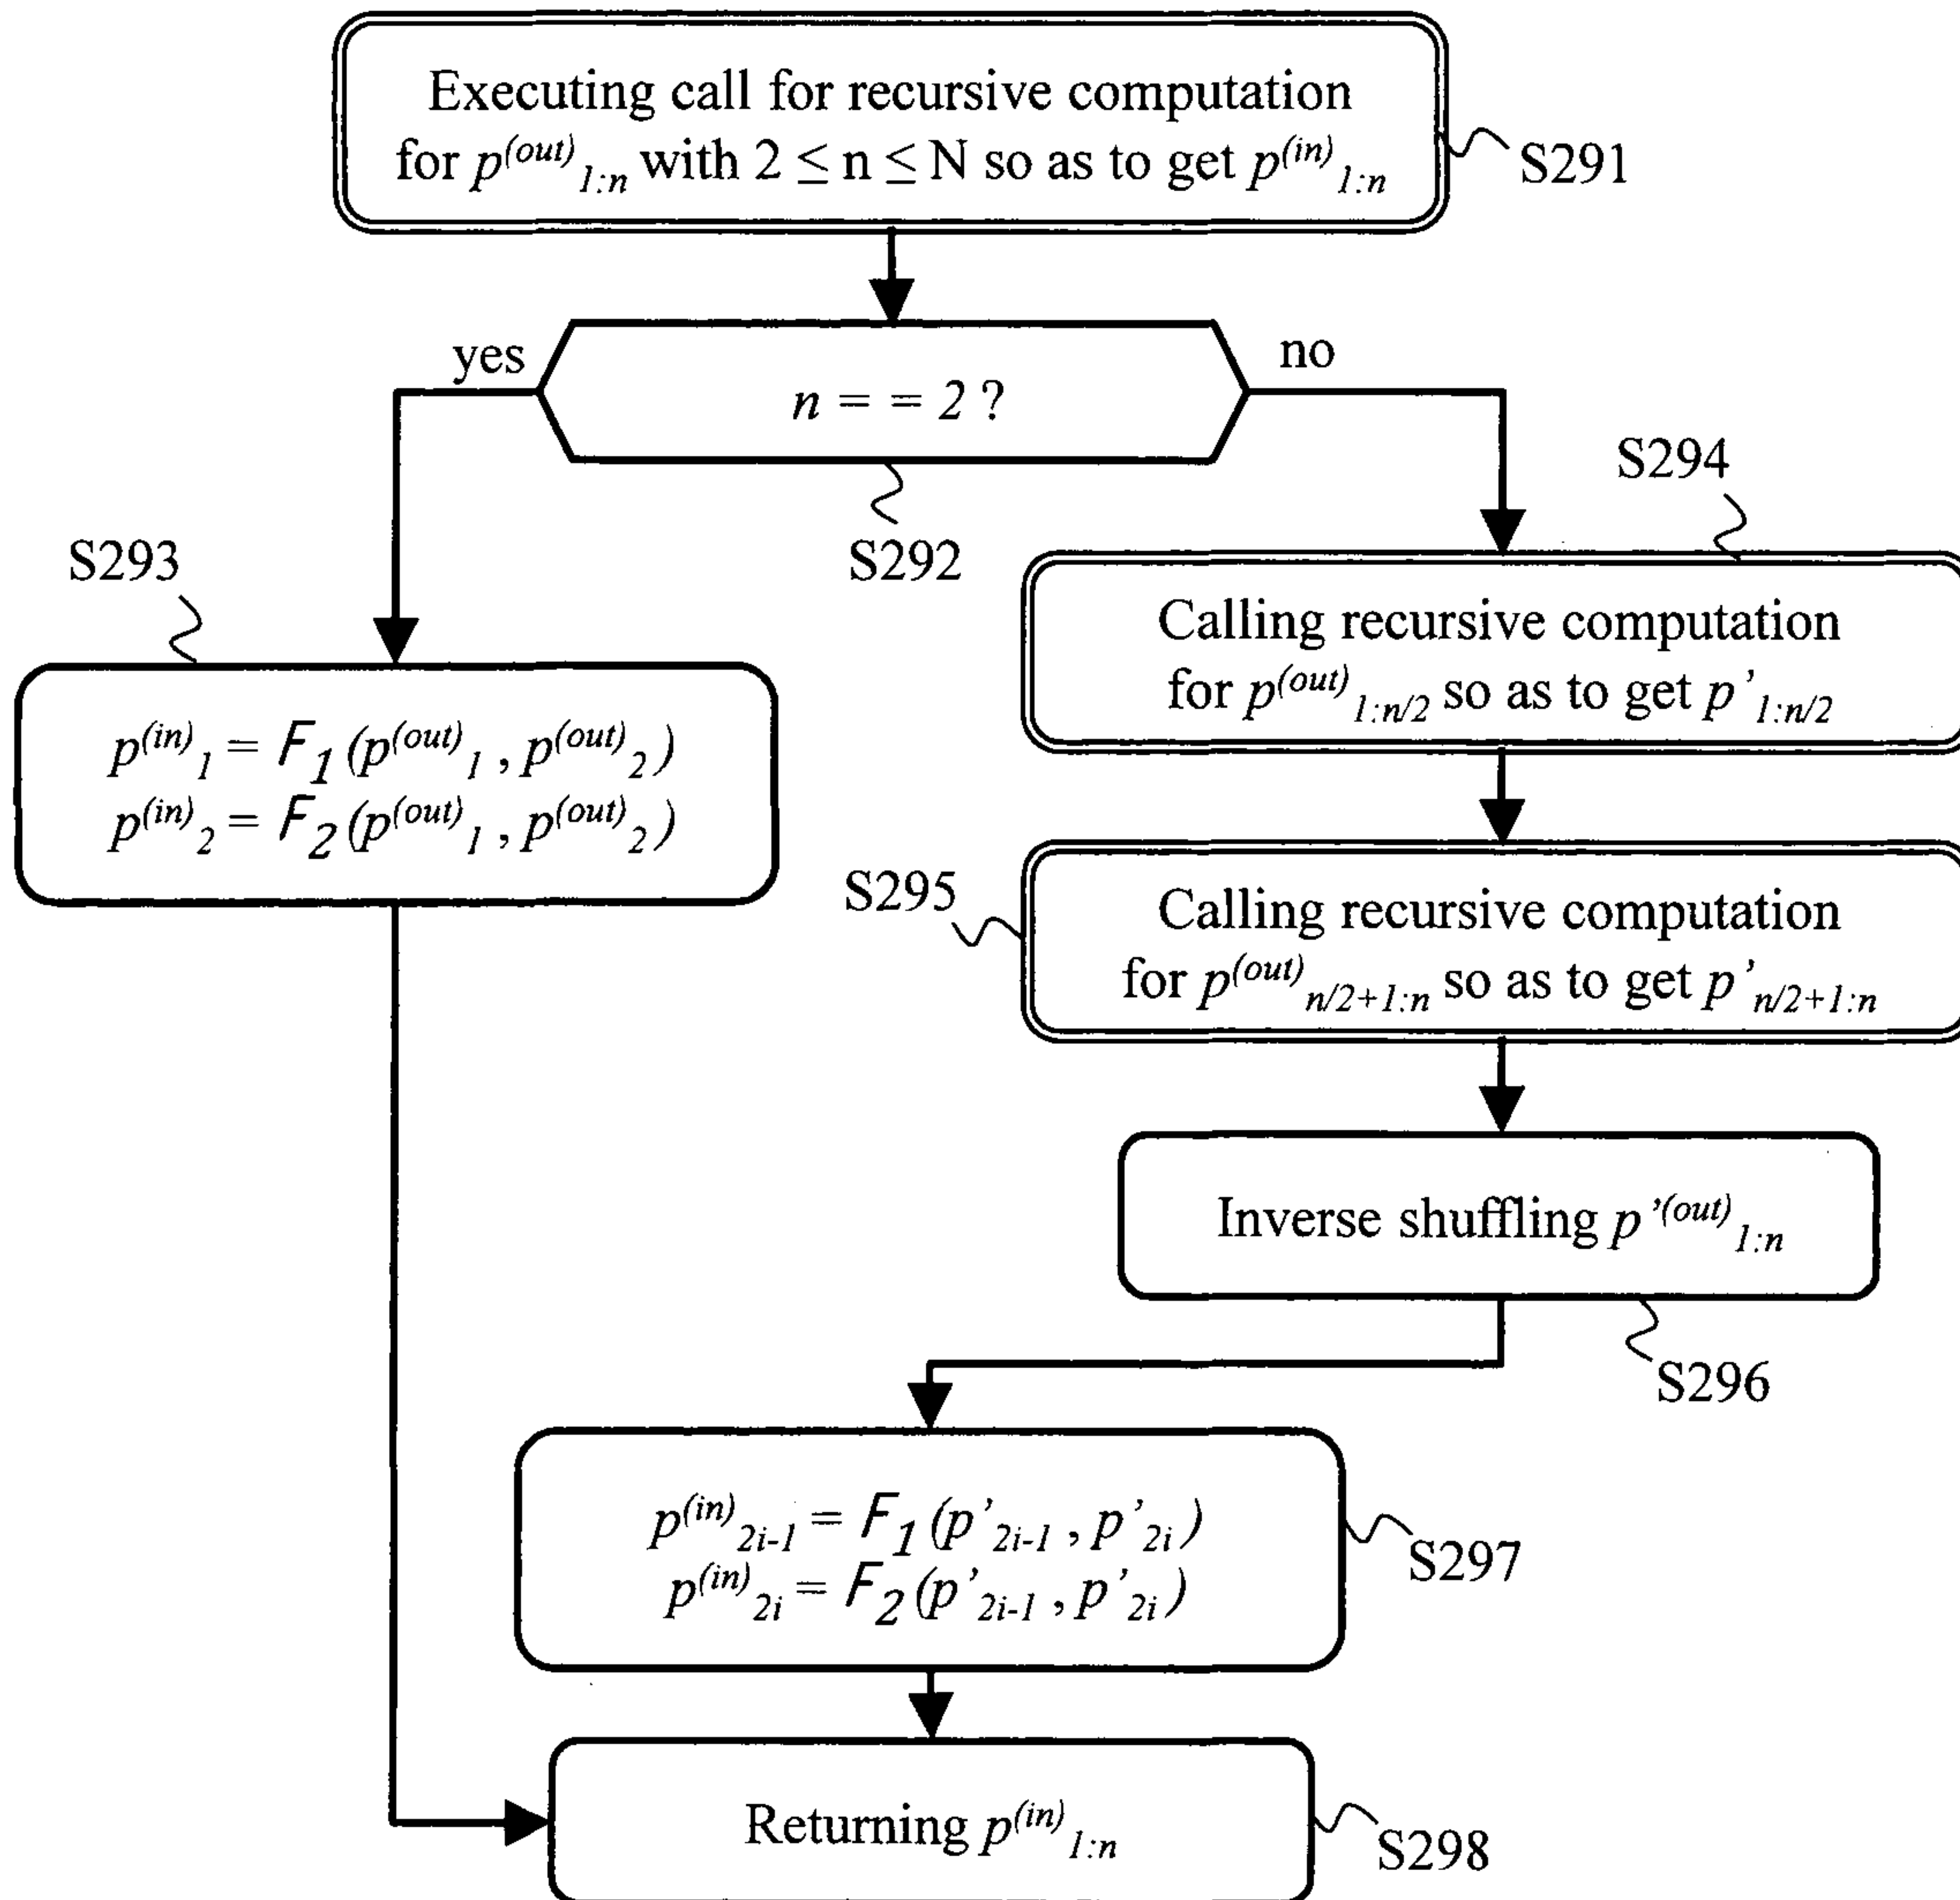 Executing call for recursive computation
for p^(out)_1:n with 2 ≤ n ≤ N so as to get p^(in)_1:n
S291
yes
no
n = = 2 ?
S292
S294
S293
Calling recursive computation
for p^(out)_1:n/2 so as to get p'_1:n/2
p^(in)_1 = F_1(p^(out)_1 , p^(out)_2)
p^(in)_2 = F_2(p^(out)_1 , p^(out)_2)
S295
Calling recursive computation
for p^(out)_n/2+1:n so as to get p'_n/2+1:n
Inverse shuffling p'^(out)_1:n
S296
p^(in)_2i-1 = F_1(p'_2i-1 , p'_2i)
p^(in)_2i = F_2(p'_2i-1 , p'_2i)
S297
Returning p^(in)_1:n
S298